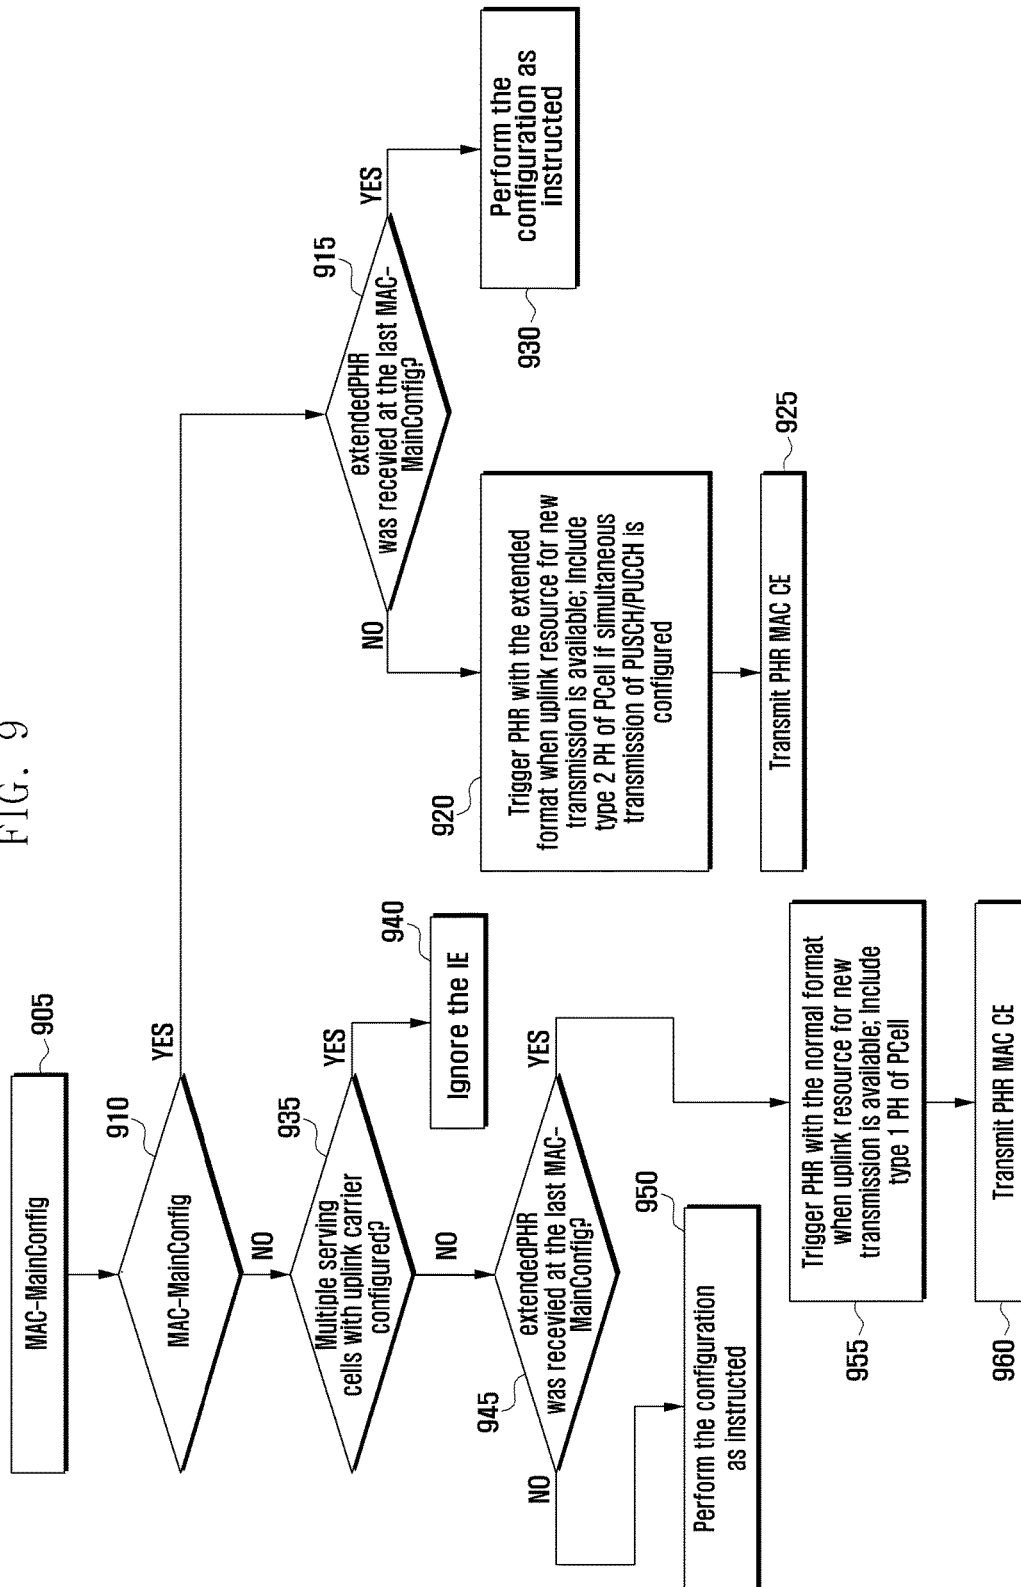 FIG. 9
MAC-MainConfig
905
MAC-MainConfig
910
YES
NO
extendedPHR
was recevied at the last MAC-
MainConfig?
915
YES
NO
Perform the
configuration as
instructed
930
Trigger PHR with the extended
format when uplink resource for new
transmission is available; Include
type 2 PH of PCell if simultaneous
transmission of PUSCH/PUCCH is
configured
920
Transmit PHR MAC CE
925
Multiple serving
cells with uplink carrier
configured?
935
YES
NO
Ignore the IE
940
extendedPHR
was recevied at the last MAC-
MainConfig?
945
YES
NO
Perform the configuration
as instructed
950
Trigger PHR with the normal format
when uplink resource for new
transmission is available; Include
type 1 PH of PCell
955
Transmit PHR MAC CE
960